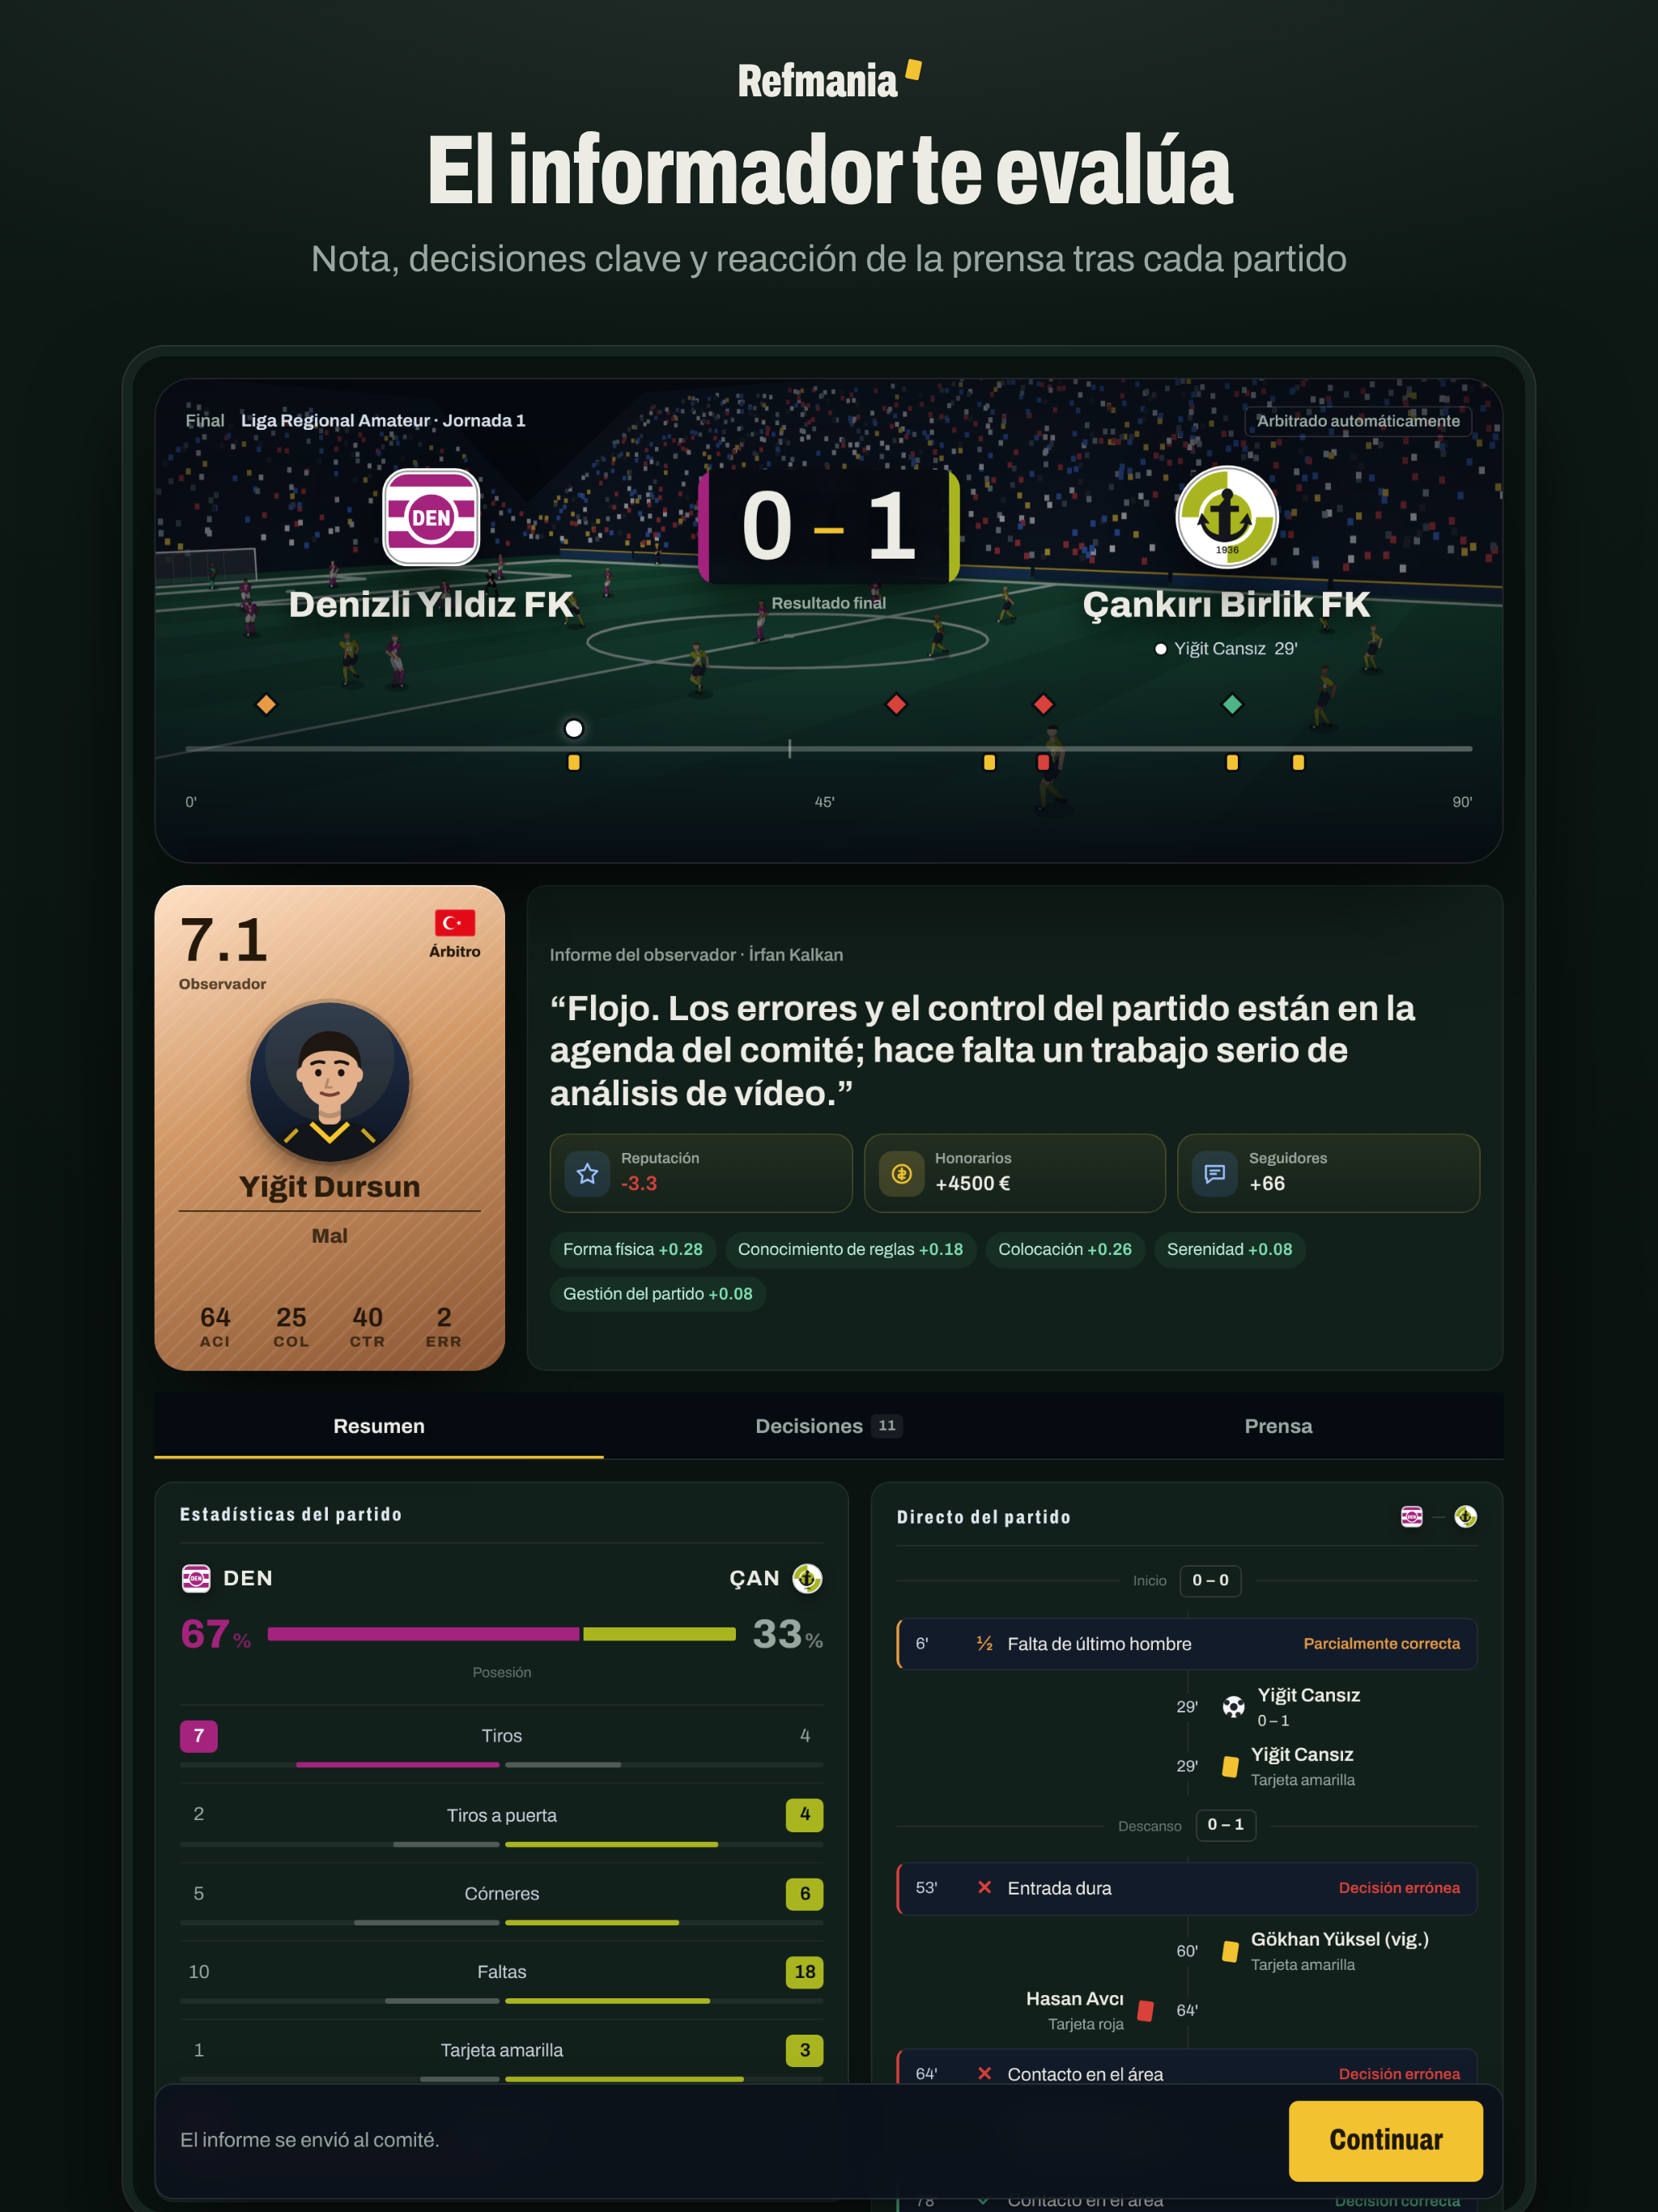 Refmania
El informador te evalúa
Nota, decisiones clave y reacción de la prensa tras cada partido
Final Liga Regional Amateur · Jornada 1
Arbitrado automáticamente
DEN
0 – 1
1936
Denizli Yıldız FK
Resultado final
Çankırı Birlik FK
Yiğit Cansız 29'
0'
45'
90'
7.1
Observador
Árbitro
Yiğit Dursun
Mal
64 25 40 2
ACI COL CTR ERR
Informe del observador · İrfan Kalkan
“Flojo. Los errores y el control del partido están en la
agenda del comité; hace falta un trabajo serio de
análisis de vídeo.”
Reputación
-3.3
Honorarios
+4500 €
Seguidores
+66
Forma física +0.28
Conocimiento de reglas +0.18
Colocación +0.26
Serenidad +0.08
Gestión del partido +0.08
Resumen
Decisiones 11
Prensa
Estadísticas del partido
DEN
ÇAN
67%
33%
Posesión
7 Tiros 4
2 Tiros a puerta 4
5 Córneres 6
10 Faltas 18
1 Tarjeta amarilla 3
Directo del partido
Inicio 0 – 0
6' ½ Falta de último hombre Parcialmente correcta
29' Yiğit Cansız
0 – 1
29' Yiğit Cansız
Tarjeta amarilla
Descanso 0 – 1
53' Entrada dura Decisión errónea
60' Gökhan Yüksel (vig.)
Tarjeta amarilla
Hasan Avcı 64'
Tarjeta roja
64' Contacto en el área Decisión errónea
El informe se envió al comité.
Continuar
78' Contacto en el área Decisión correcta